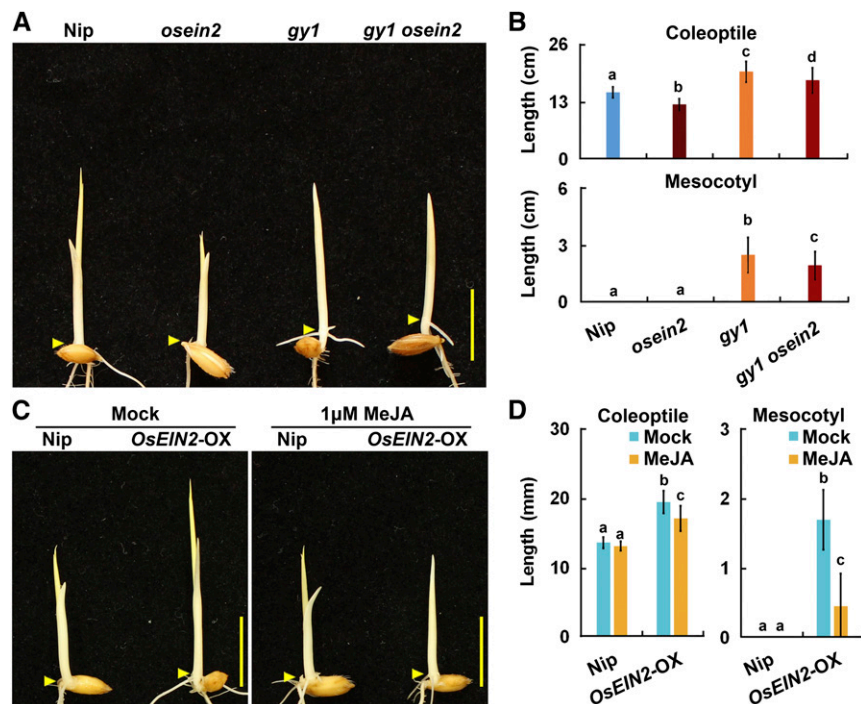 A
Nip osein2 gy1 gy1 osein2
B
Coleoptile
Length (cm)
26
13
0
a
b
c
d
Mesocotyl
Length (cm)
6
3
0
a
a
b
c
Nip
osein2
gy1
gy1 osein2
C
Mock 1μM MeJA
Nip OsEIN2-OX Nip OsEIN2-OX
D
Coleoptile
Mock
MeJA
Length (mm)
30
20
10
0
a a
b
c
Nip
OsEIN2-OX
Mesocotyl
Mock
MeJA
3
2
1
0
a a
b
c
Nip
OsEIN2-OX